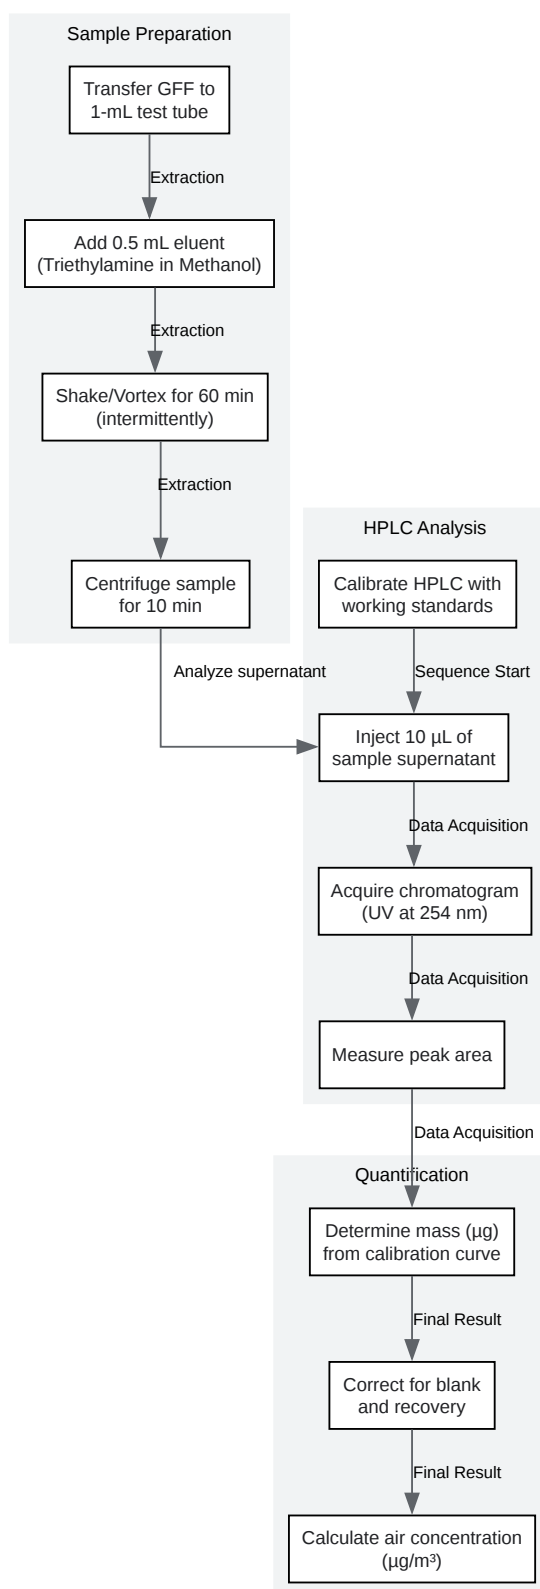 Sample Preparation
Transfer GFF to
1-mL test tube
Extraction
Add 0.5 mL eluent
(Triethylamine in Methanol)
Extraction
Shake/Vortex for 60 min
(intermittently)
Extraction
Centrifuge sample
for 10 min
Analyze supernatant
HPLC Analysis
Calibrate HPLC with
working standards
Sequence Start
Inject 10 µL of
sample supernatant
Data Acquisition
Acquire chromatogram
(UV at 254 nm)
Data Acquisition
Measure peak area
Data Acquisition
Quantification
Determine mass (µg)
from calibration curve
Final Result
Correct for blank
and recovery
Final Result
Calculate air concentration
(µg/m³)